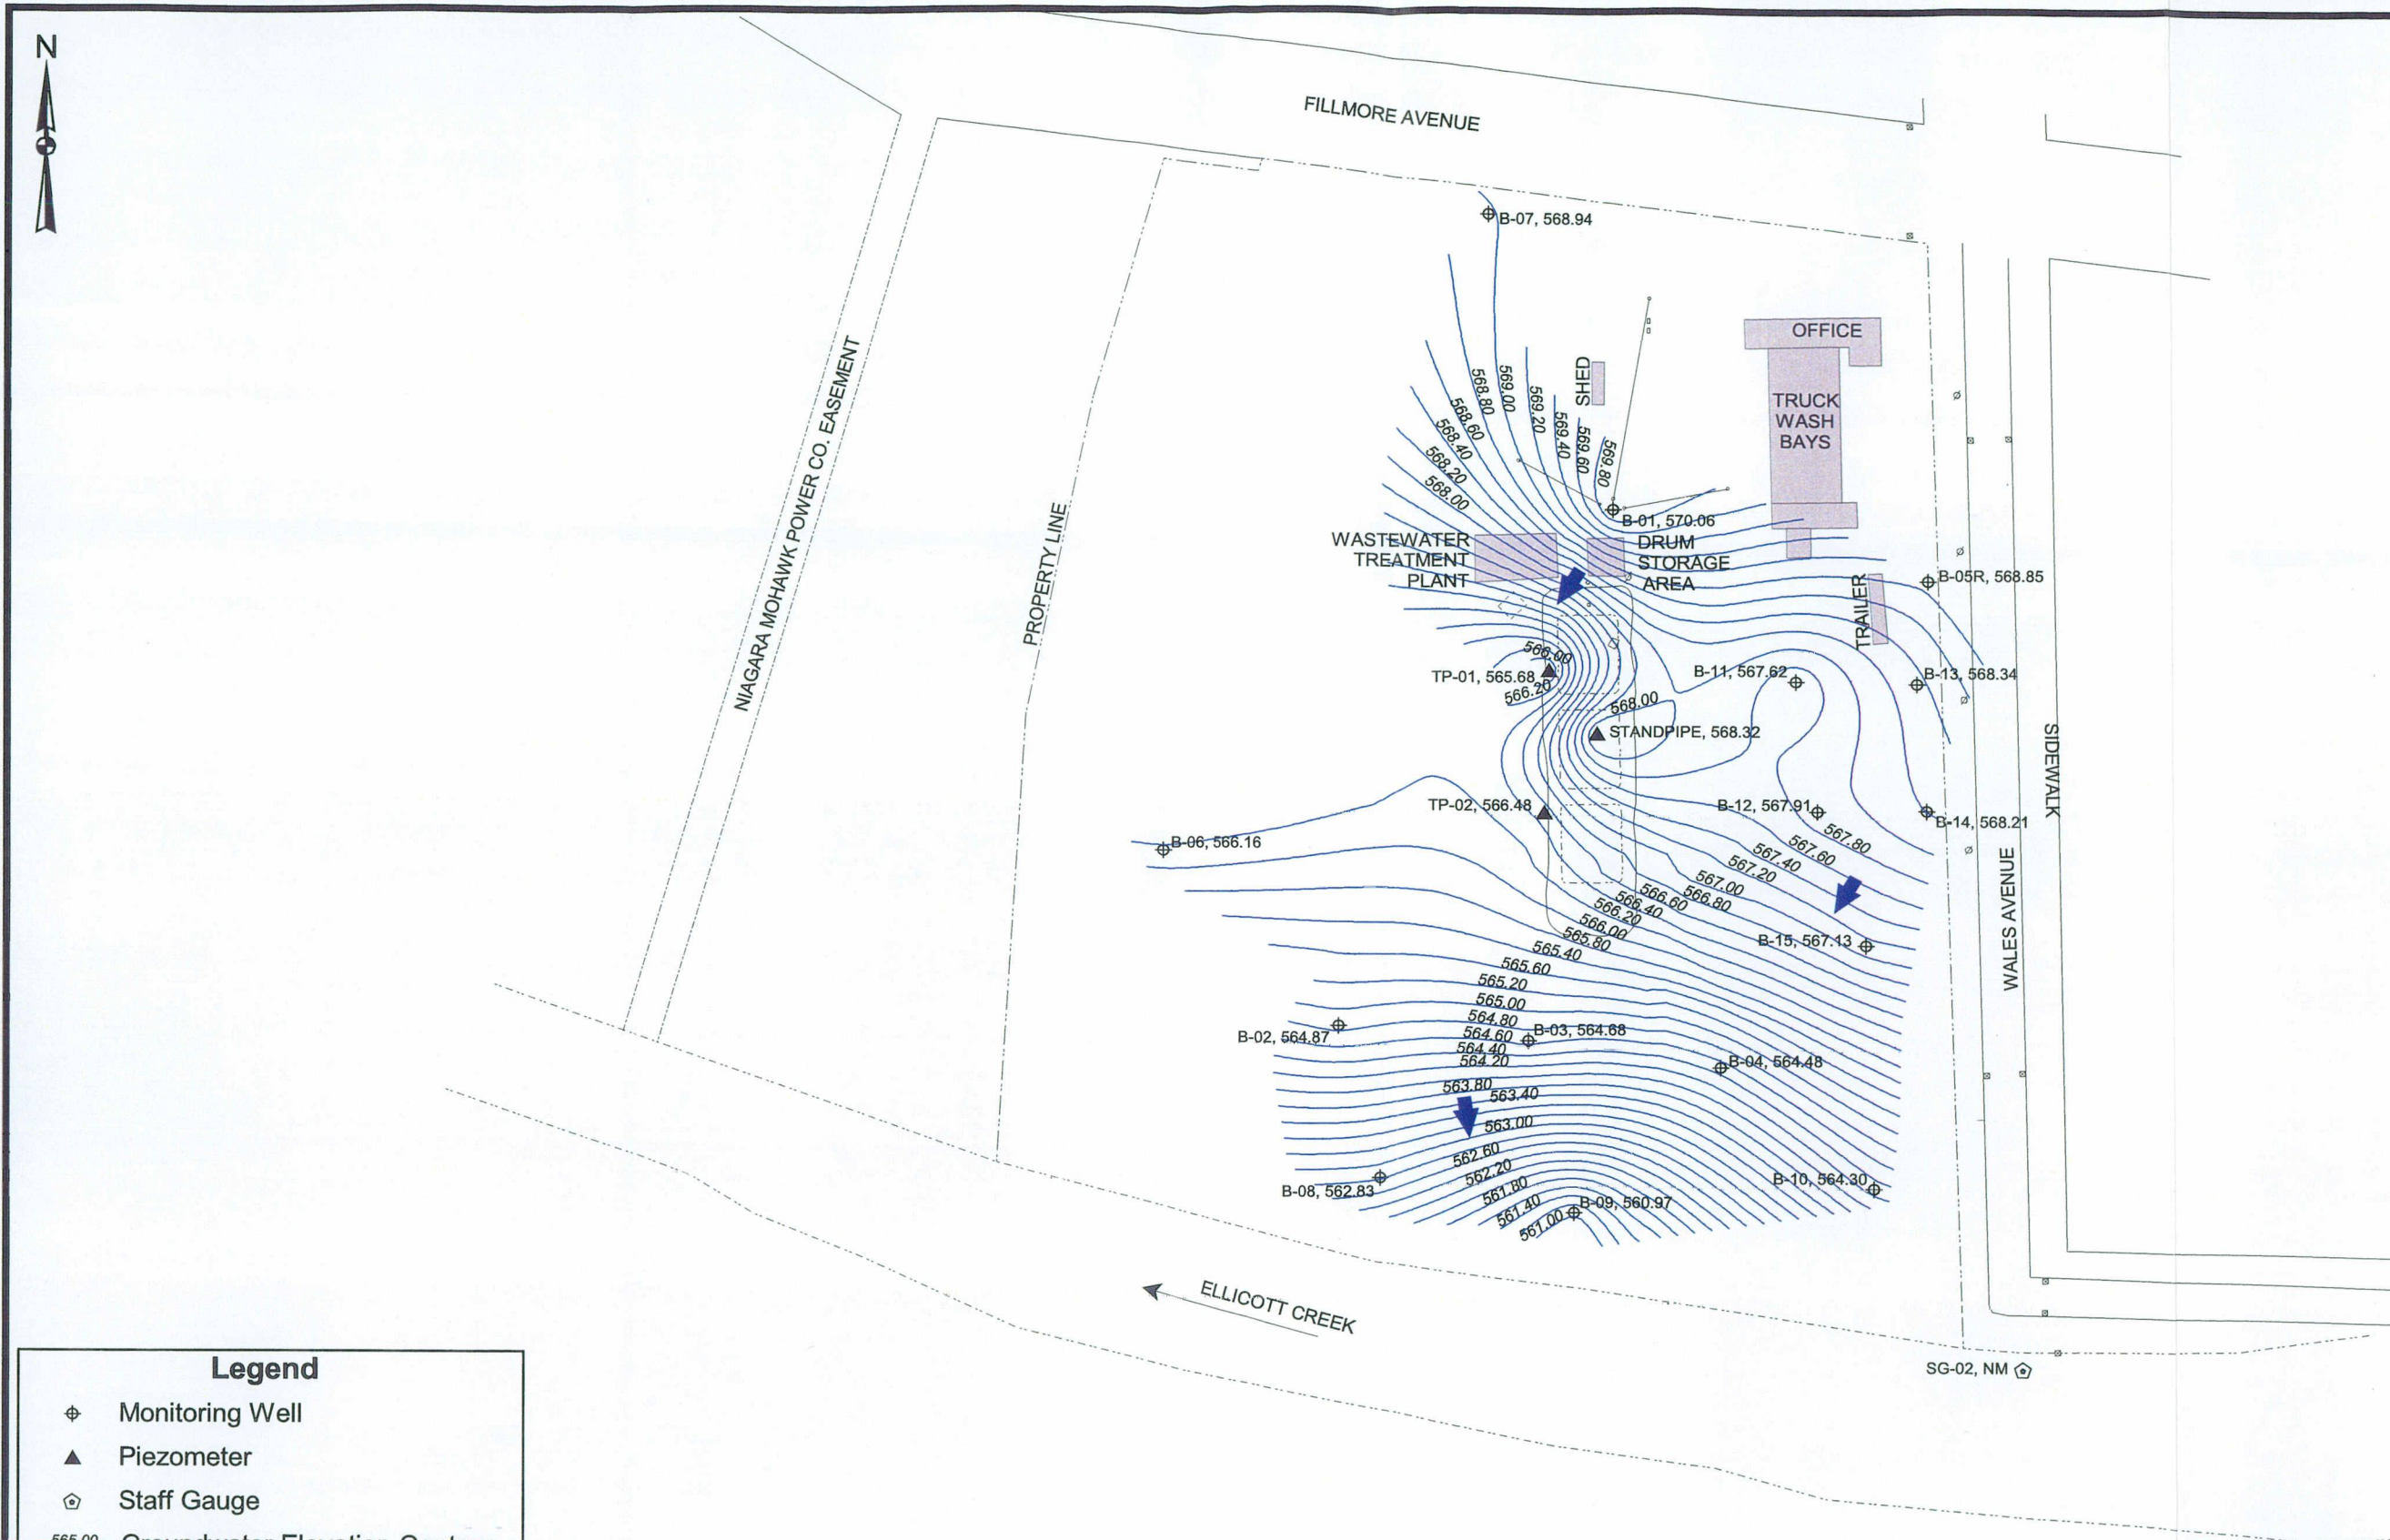 N
FILLMORE AVENUE
B-07, 568.94
NIAGARA MOHAWK POWER CO. EASEMENT
PROPERTY LINE
OFFICE
TRUCK
WASH
BAYS
SHED
568.80
569.00
569.20
569.40
569.60
569.80
568.60
568.40
568.20
568.00
B-01, 570.06
WASTEWATER
TREATMENT
PLANT
DRUM
STORAGE
AREA
B-05R, 568.85
TRAILER
566.00
TP-01, 565.68
566.20
B-11, 567.62
B-13, 568.34
568.00
STANDPIPE, 568.32
SIDEWALK
TP-02, 566.48
B-12, 567.91
B-14, 568.21
B-06, 566.16
567.80
567.60
567.40
567.20
567.00
566.80
566.60
566.40
566.20
566.00
565.80
565.40
565.60
565.20
565.00
564.80
564.60
564.40
564.20
B-15, 567.13
WALES AVENUE
B-02, 564.87
B-03, 564.68
B-04, 564.48
563.80
563.40
563.00
562.60
562.20
561.80
561.40
561.00
B-08, 562.83
B-09, 560.97
B-10, 564.30
ELLICOTT CREEK
SG-02, NM
Legend
Monitoring Well
Piezometer
Staff Gauge
565.00 Groundwater Elevation Contour